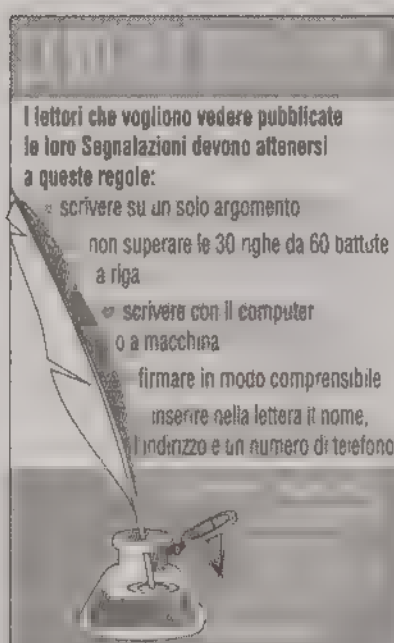 I lettori che vogliono vedere pubblicate
le loro Segnalazioni devono attenersi
a queste regole:
scrivere su un solo argomento
non superare le 30 righe da 60 battute
a riga
scrivere con il computer
o a macchina
firmare in modo comprensibile
inserire nella lettera il nome,
l'indirizzo e un numero di telefono